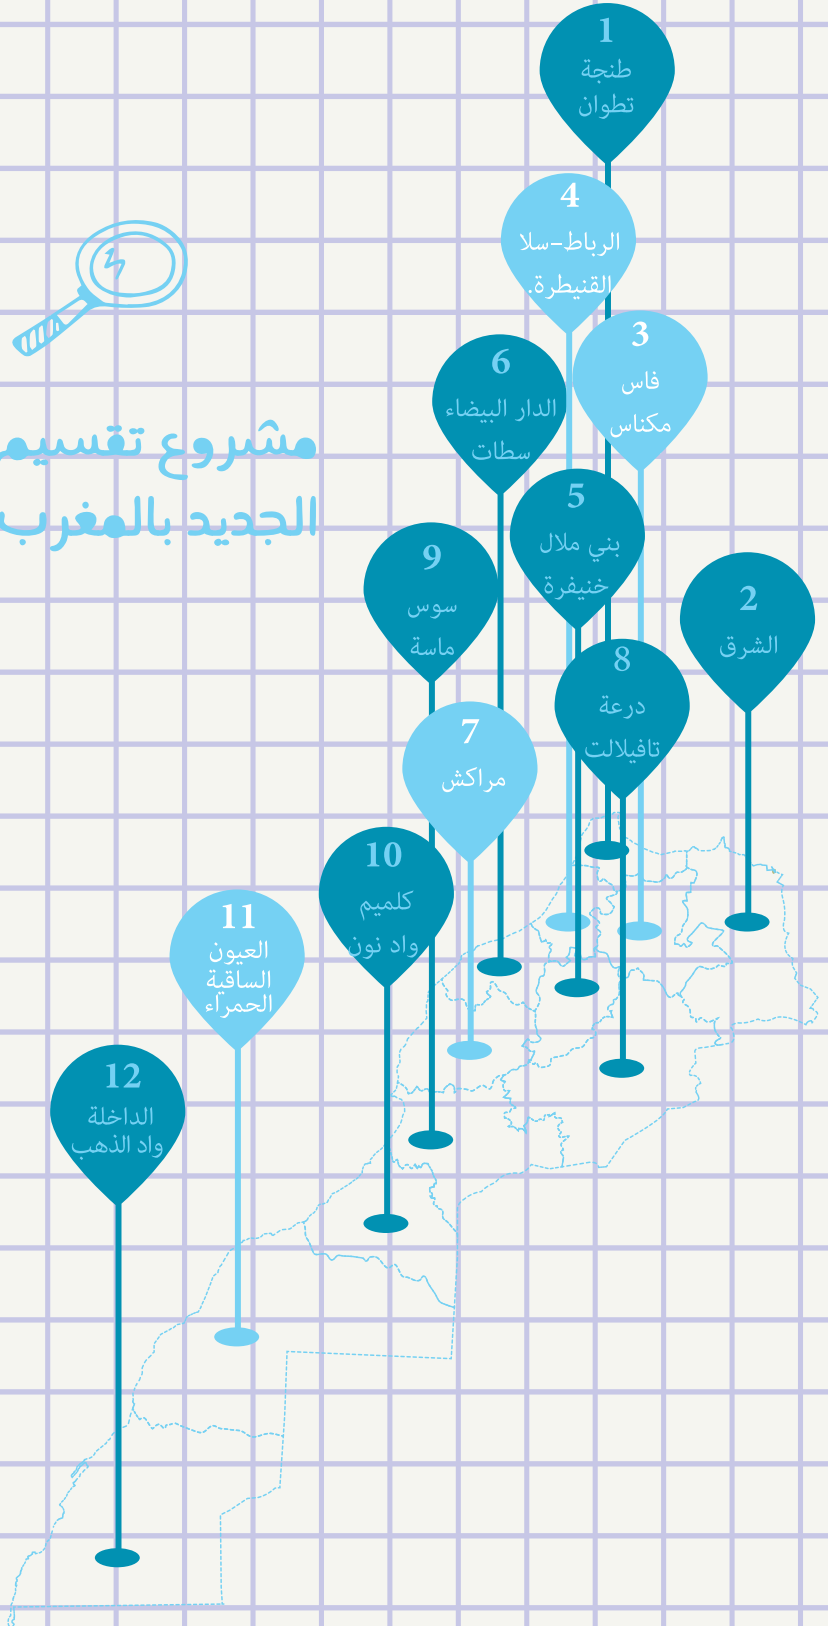 1
طنجة
تطوان
4
الرباط-سلا
القنيطرة.
3
فاس
مكناس
6
الدار البيضاء
سطات
مشروع تقسيم
الجديد بالمغرب
5
بني ملال
خنيفرة
9
سوس
ماسة
2
الشرق
8
درعة
تافيلالت
7
مراكش
10
كلميم
واد نون
11
العيون
الساقية
الحمراء
12
الداخلة
واد الذهب